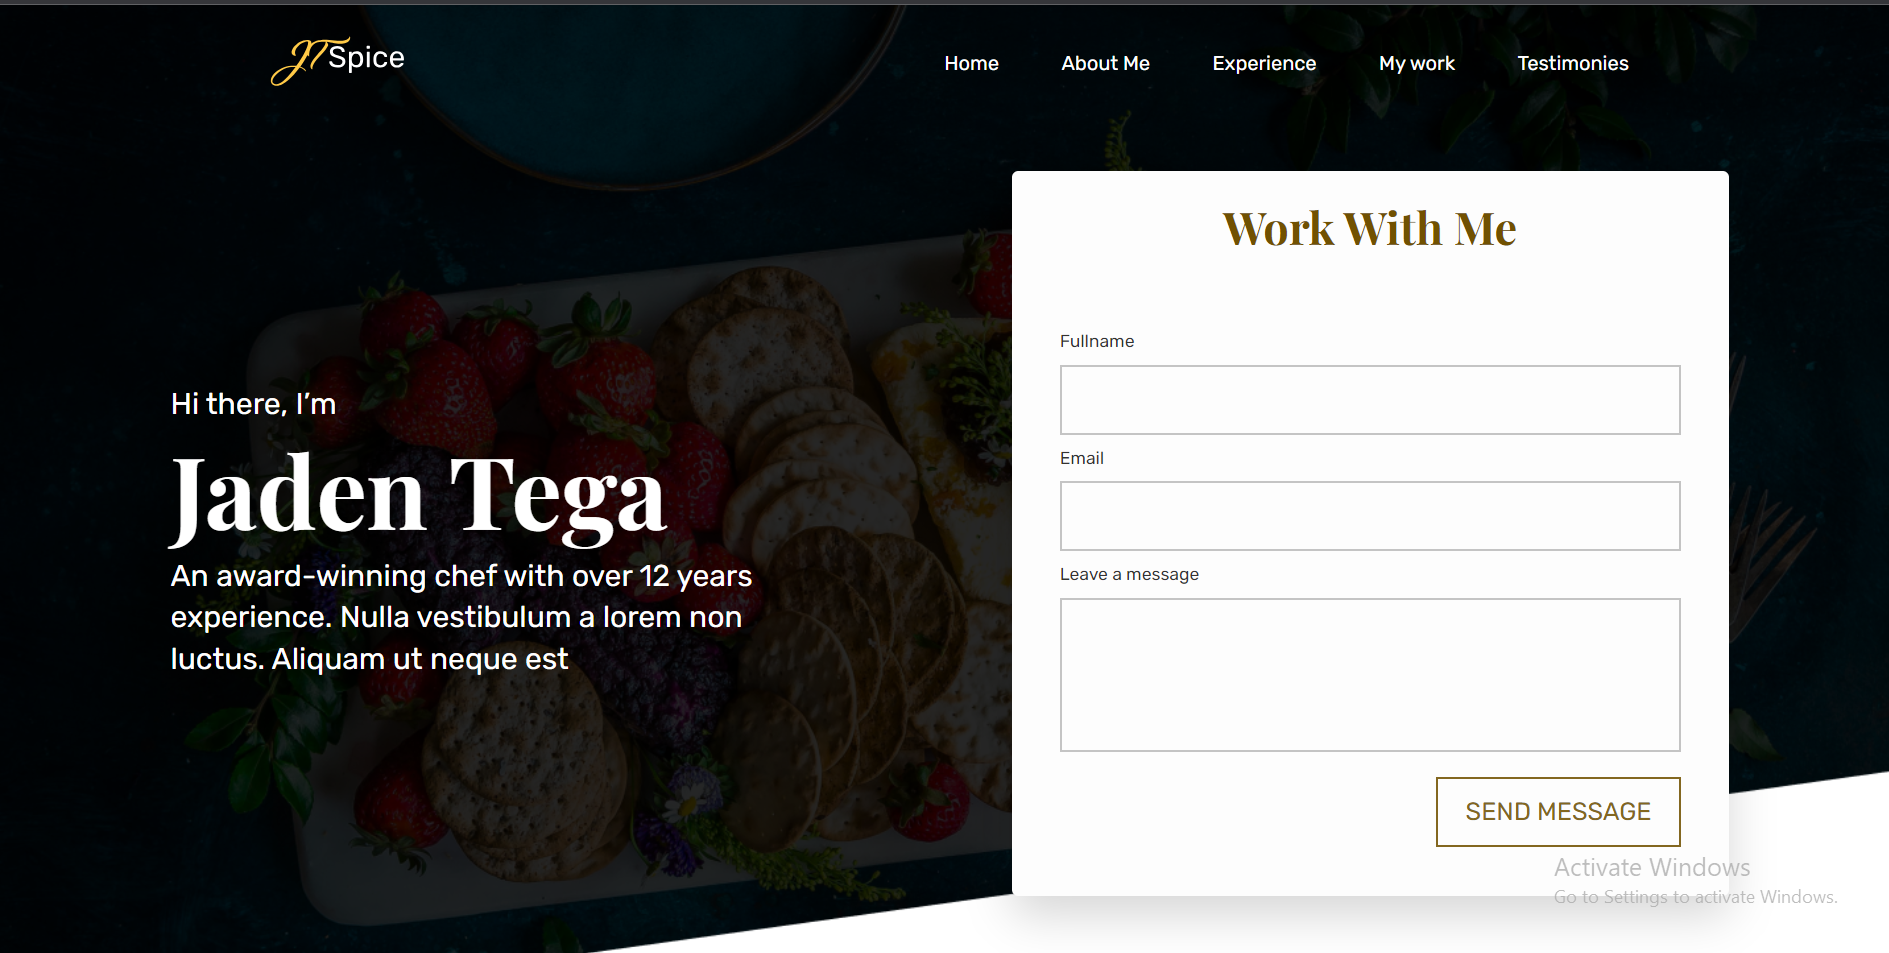 JTSpice
Home
About Me
Experience
My work
Testimonies
Hi there, I’m
Jaden Tega
An award-winning chef with over 12 years
experience. Nulla vestibulum a lorem non
luctus. Aliquam ut neque est
Work With Me
Fullname
Email
Leave a message
SEND MESSAGE
Activate Windows
Go to Settings to activate Windows.